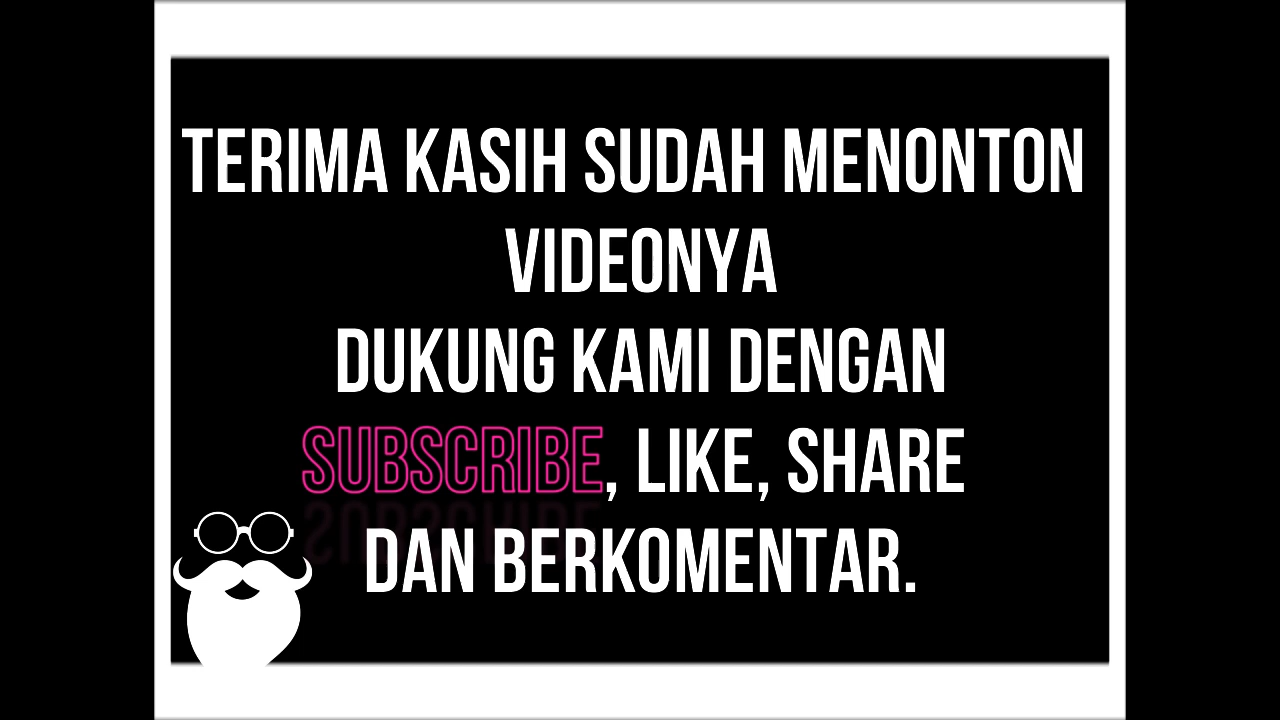 TERIMA KASIH SUDAH MENONTON
VIDEONYA
DUKUNG KAMI DENGAN
SUBSCRIBE, LIKE, SHARE
DAN BERKOMENTAR.